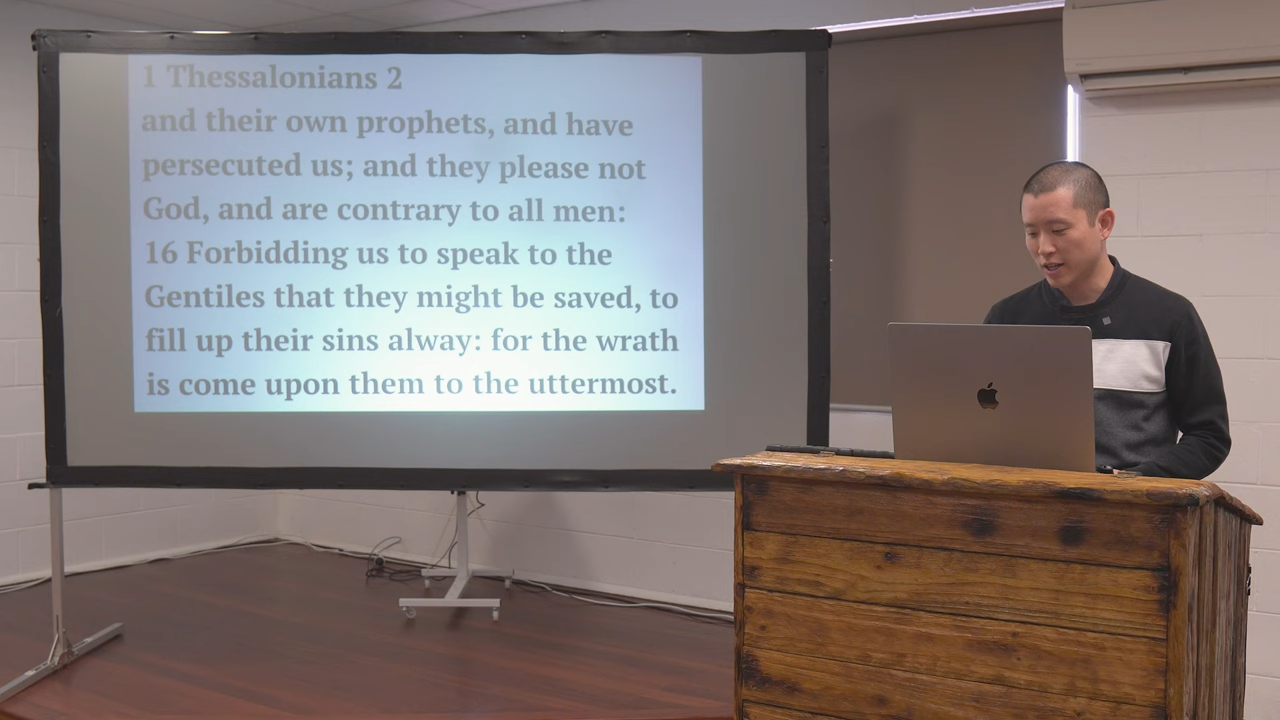 1 Thessalonians 2
and their own prophets, and have
persecuted us; and they please not
God, and are contrary to all men:
16 Forbidding us to speak to the
Gentiles that they might be saved, to
fill up their sins alway: for the wrath
is come upon them to the uttermost.